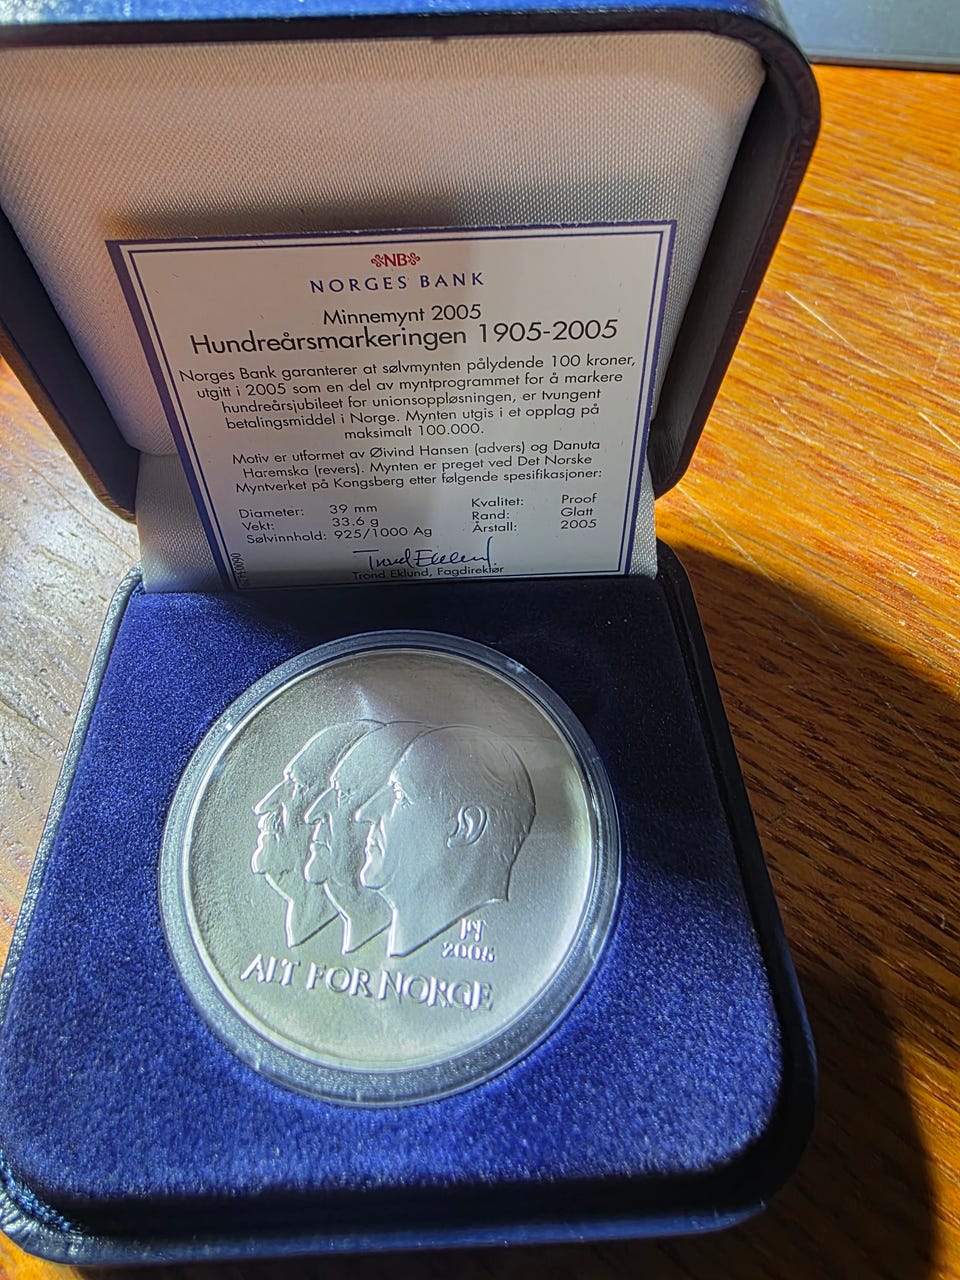 NB
NORGES BANK
Minnemynt 2005
Hundreårsmarkeringen 1905-2005
Norges Bank garanterer at sølvmynten pålydende 100 kroner,
utgitt i 2005 som en del av myntprogrammet for å markere
hundreårsjubileet for unionsoppløsningen, er tvungent
betalingsmiddel i Norge. Mynten utgis i et opplag på
maksimalt 100.000.
Motiv er utformet av Øivind Hansen (advers) og Danuta
Haremska (revers). Mynten er preget ved Det Norske
Myntverket på Kongsberg etter følgende spesifikasjoner:
Diameter: 39 mm Kvalitet: Proof
Vekt: 33.6 g Rand: Glatt
Sølvinnhold: 925/1000 Ag Årstall: 2005
Trond Eklund
Trond Eklund, Fagdirektør
2005
ALT FOR NORGE